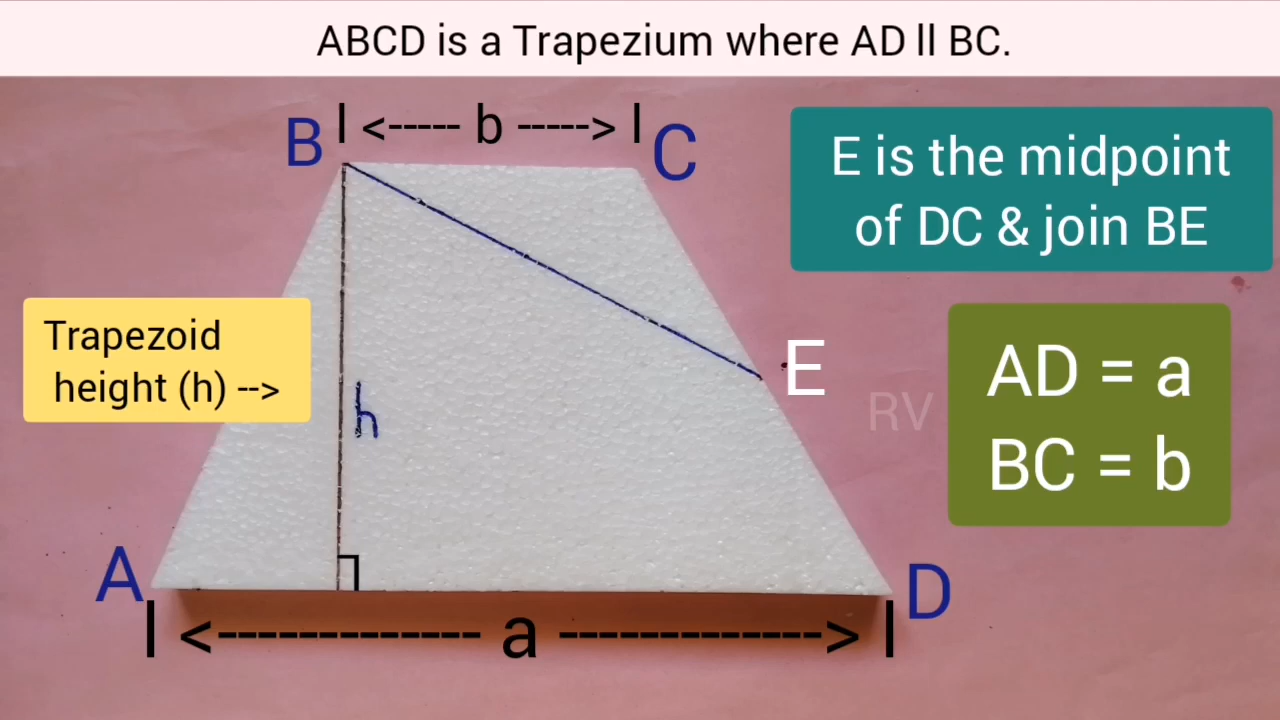 ABCD is a Trapezium where AD ll BC.
B l <----- b -----> l C
E is the midpoint
of DC & join BE
Trapezoid
height (h) -->
h
E
RV
AD = a
BC = b
A
D
l <------------- a -------------> l